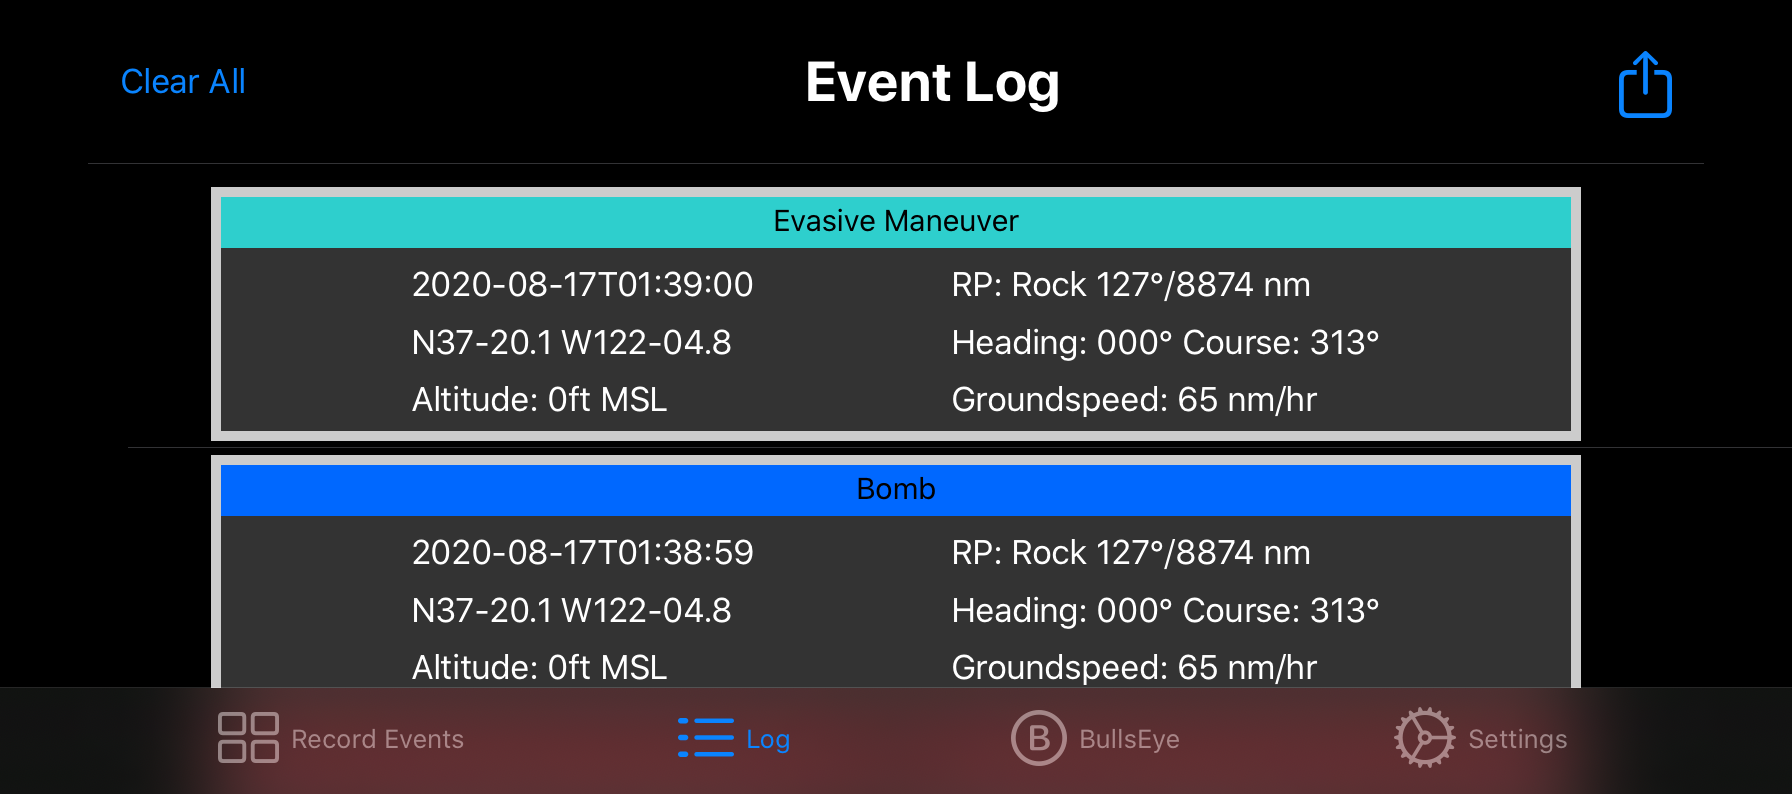 Clear All
Event Log
Evasive Maneuver
2020-08-17T01:39:00
RP: Rock 127°/8874 nm
N37-20.1 W122-04.8
Heading: 000° Course: 313°
Altitude: 0ft MSL
Groundspeed: 65 nm/hr
Bomb
2020-08-17T01:38:59
RP: Rock 127°/8874 nm
N37-20.1 W122-04.8
Heading: 000° Course: 313°
Altitude: 0ft MSL
Groundspeed: 65 nm/hr
Record Events
Log
B BullsEye
Settings